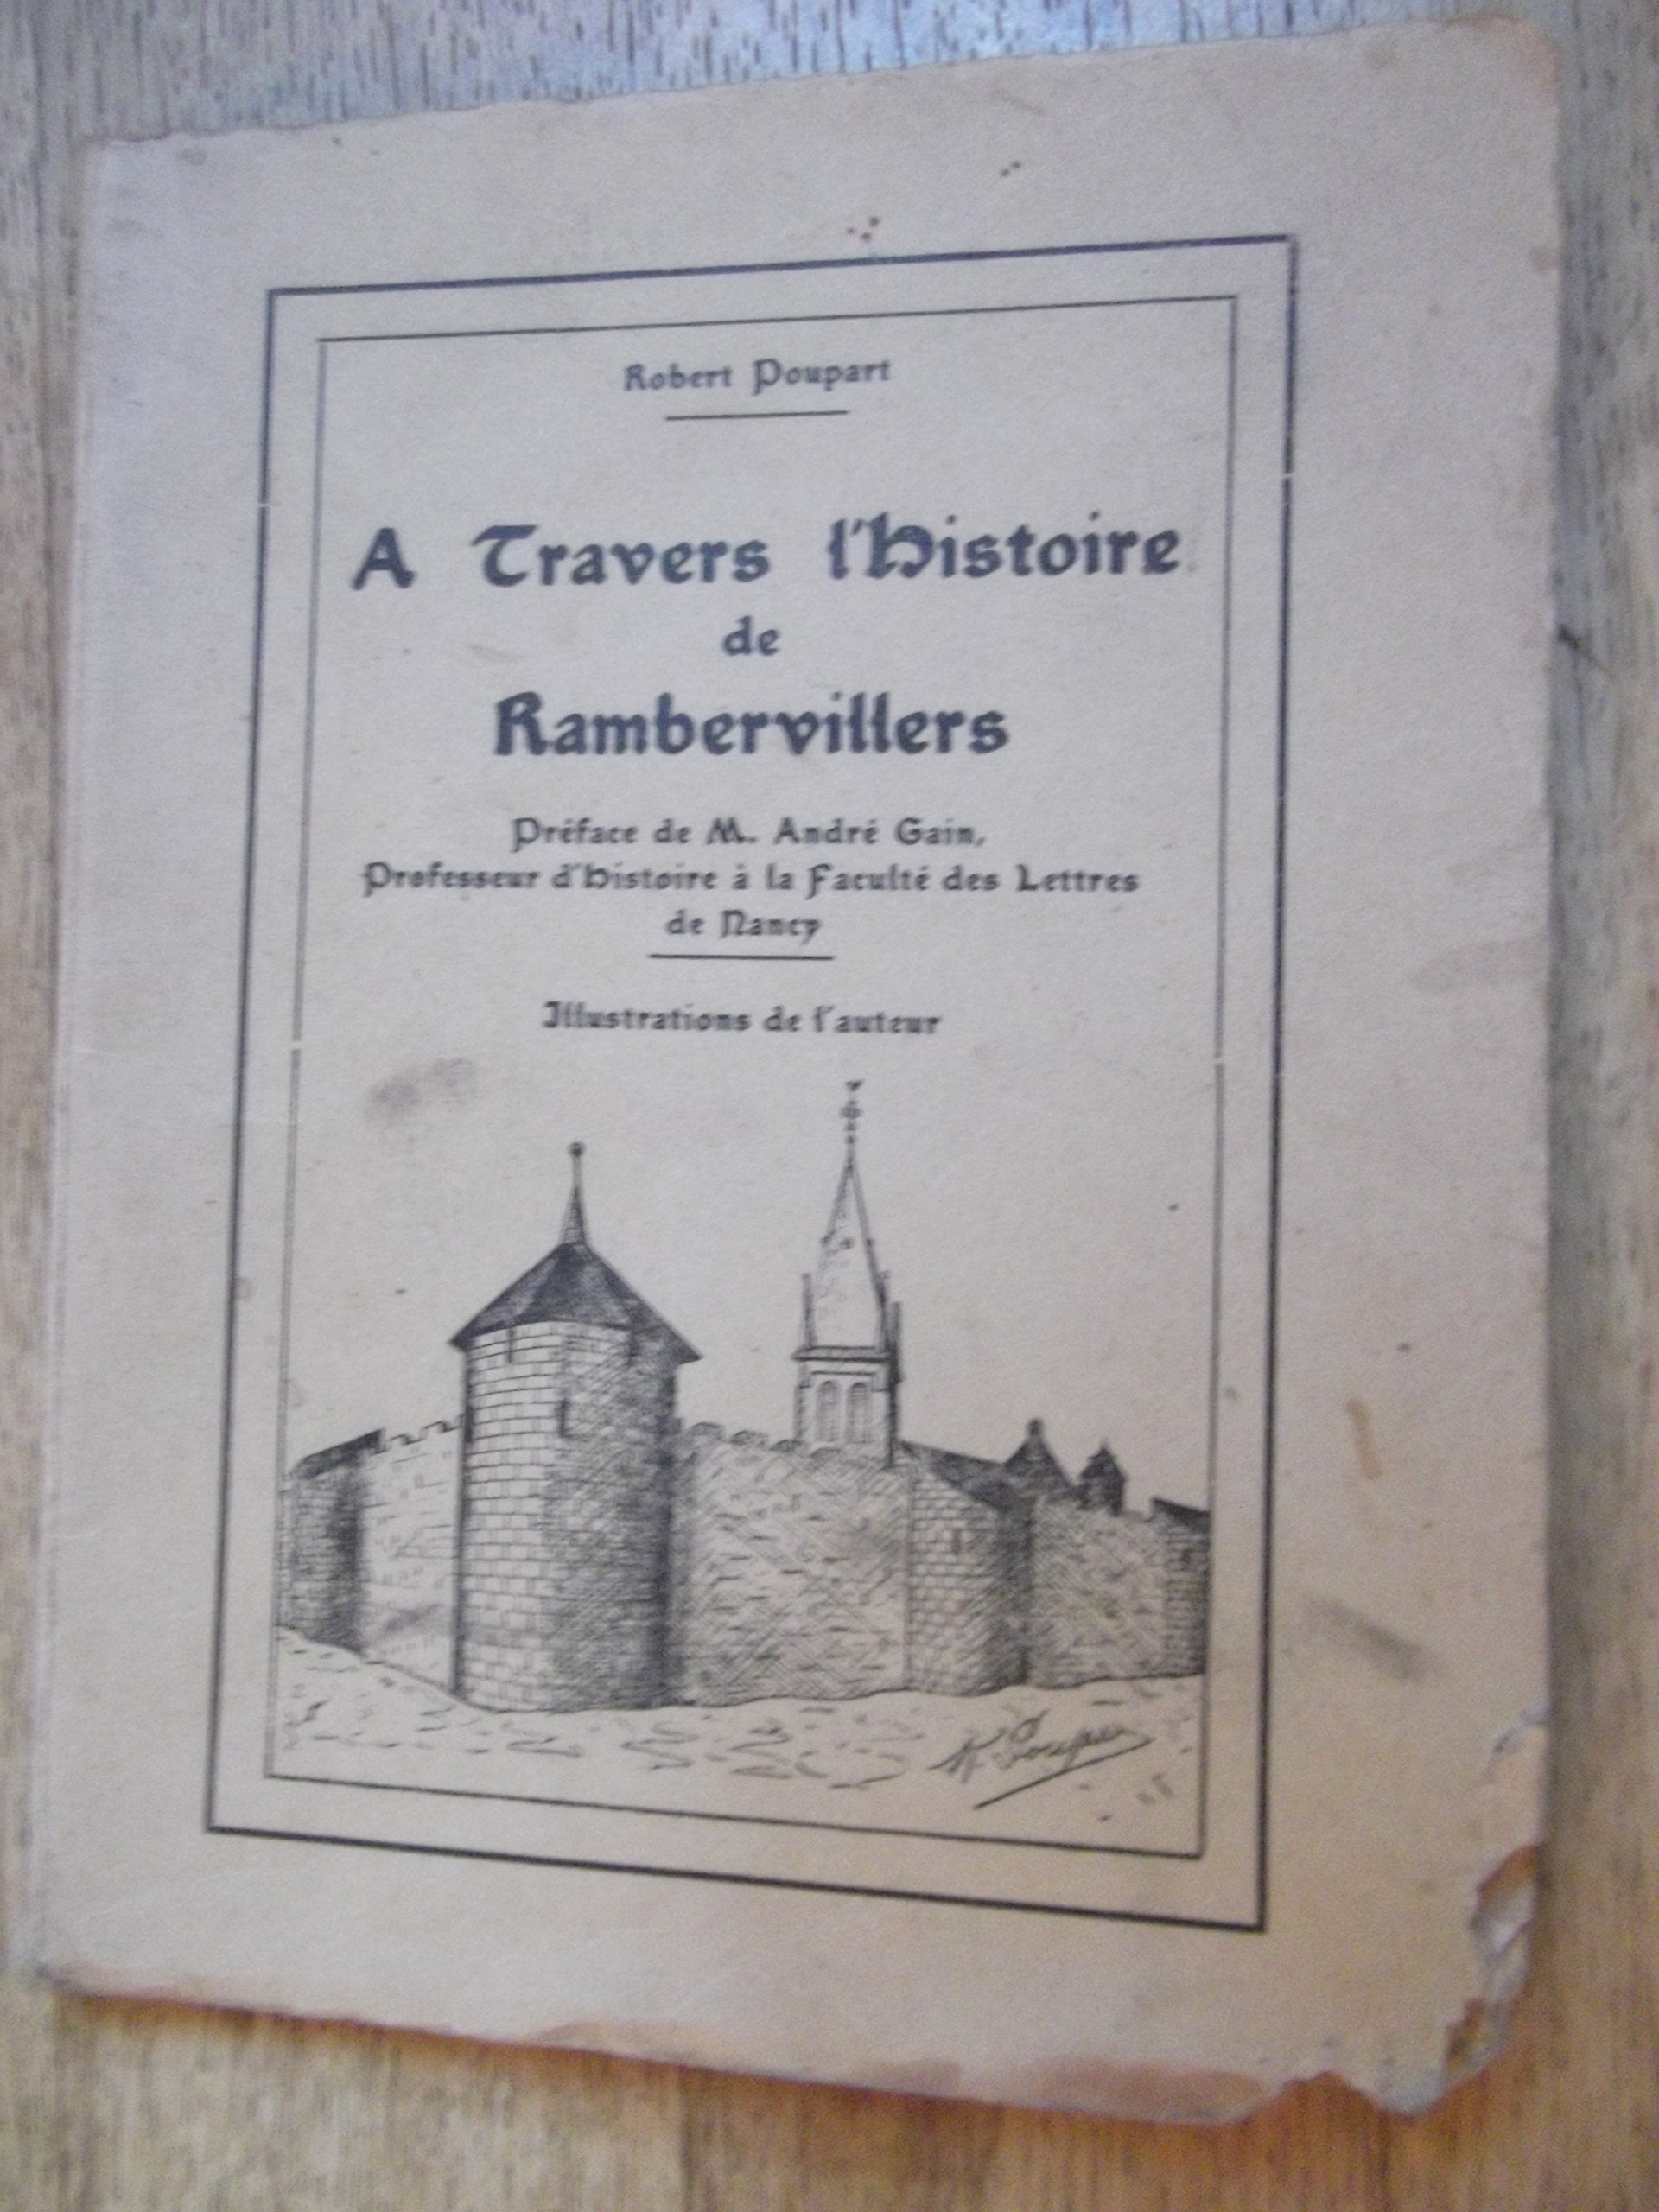 Robert Poupart
A Travers l'Histoire
de
Rambervillers
Préface de M. André Gain,
Professeur d'Histoire à la Faculté des Lettres
de Nancy
Illustrations de l'auteur
R Poupart